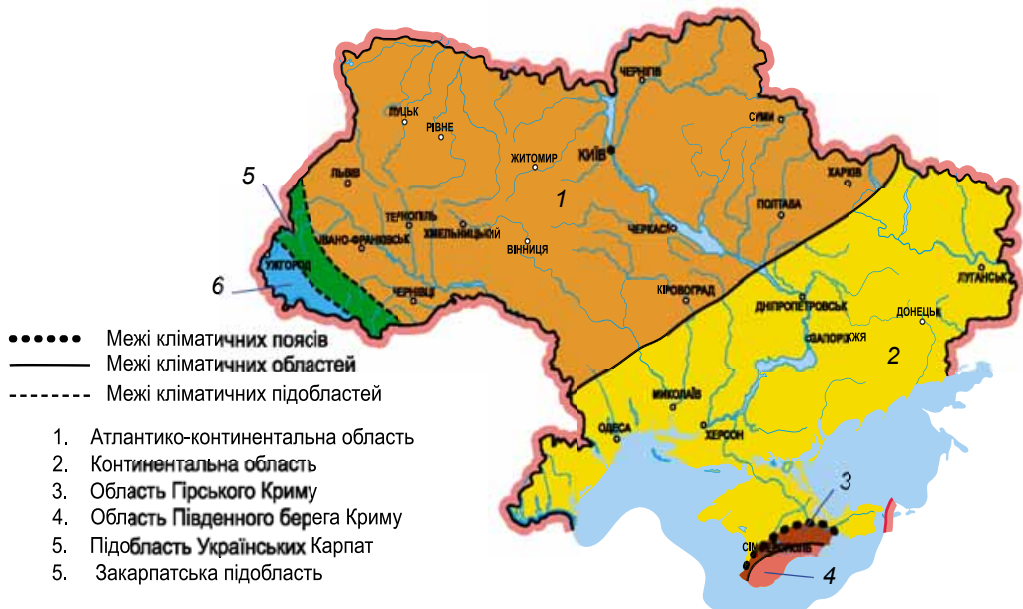 ЧЕРНІГІВ
ЛУЦЬК
РІВНЕ
СУМИ
КИЇВ
ЖИТОМИР
ЛЬВІВ
ХАРКІВ
5
1
ТЕРНОПІЛЬ
ПОЛТАВА
ІВАНО-ФРАНКІВСЬК
ХМЕЛЬНИЦЬКИЙ
ЧЕРКАСИ
ВІННИЦЯ
УЖГОРОД
ЛУГАНСЬК
6
ЧЕРНІВЦІ
КІРОВОГРАД
ДНІПРОПЕТРОВСЬК
ДОНЕЦЬК
ЗАПОРІЖЖЯ
2
МИКОЛАЇВ
ОДЕСА
ХЕРСОН
3
СІМФЕРОПОЛЬ
4
Межі кліматичних поясів
Межі кліматичних областей
Межі кліматичних підобластей
1. Атлантико-континентальна область
2. Континентальна область
3. Область Гірського Криму
4. Область Південного берега Криму
5. Підобласть Українських Карпат
5. Закарпатська підобласть